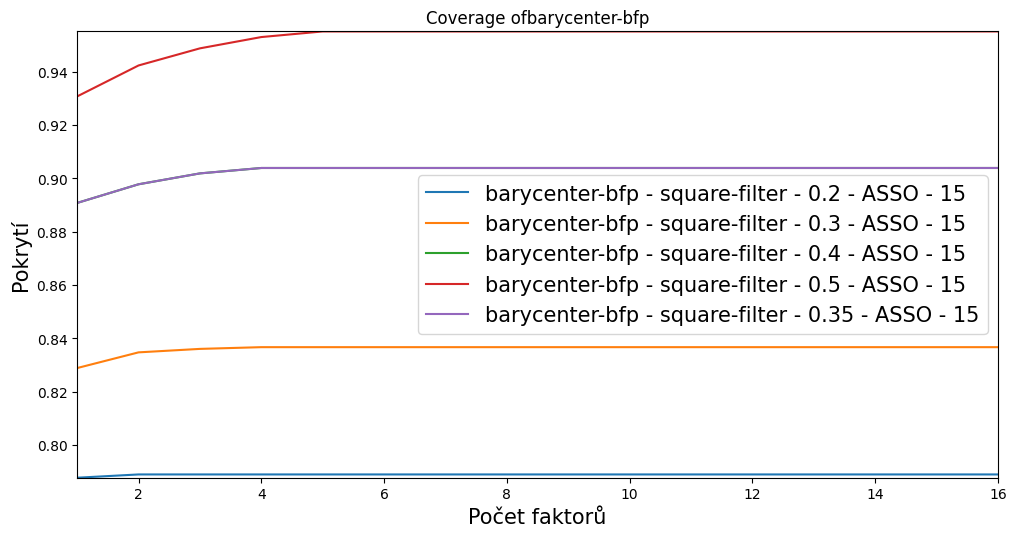 Coverage ofbarycenter-bfp
Pokrytí
0.94
0.92
0.90
0.88
0.86
0.84
0.82
0.80
barycenter-bfp - square-filter - 0.2 - ASSO - 15
barycenter-bfp - square-filter - 0.3 - ASSO - 15
barycenter-bfp - square-filter - 0.4 - ASSO - 15
barycenter-bfp - square-filter - 0.5 - ASSO - 15
barycenter-bfp - square-filter - 0.35 - ASSO - 15
2 4 6 8 10 12 14 16
Počet faktorů